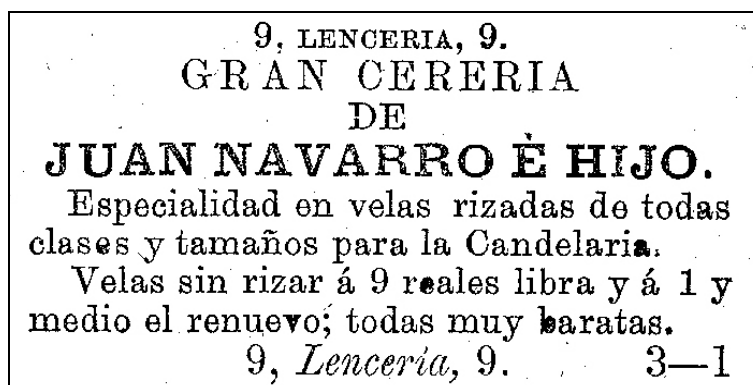 9, LENCERIA, 9.
GRAN CERERIA
DE
JUAN NAVARRO È HIJO.
Especialidad en velas rizadas de todas
clases y tamaños para la Candelaria.
Velas sin rizar á 9 reales libra y á 1 y
medio el renuevo; todas muy baratas.
9, Lencería, 9. 3—1